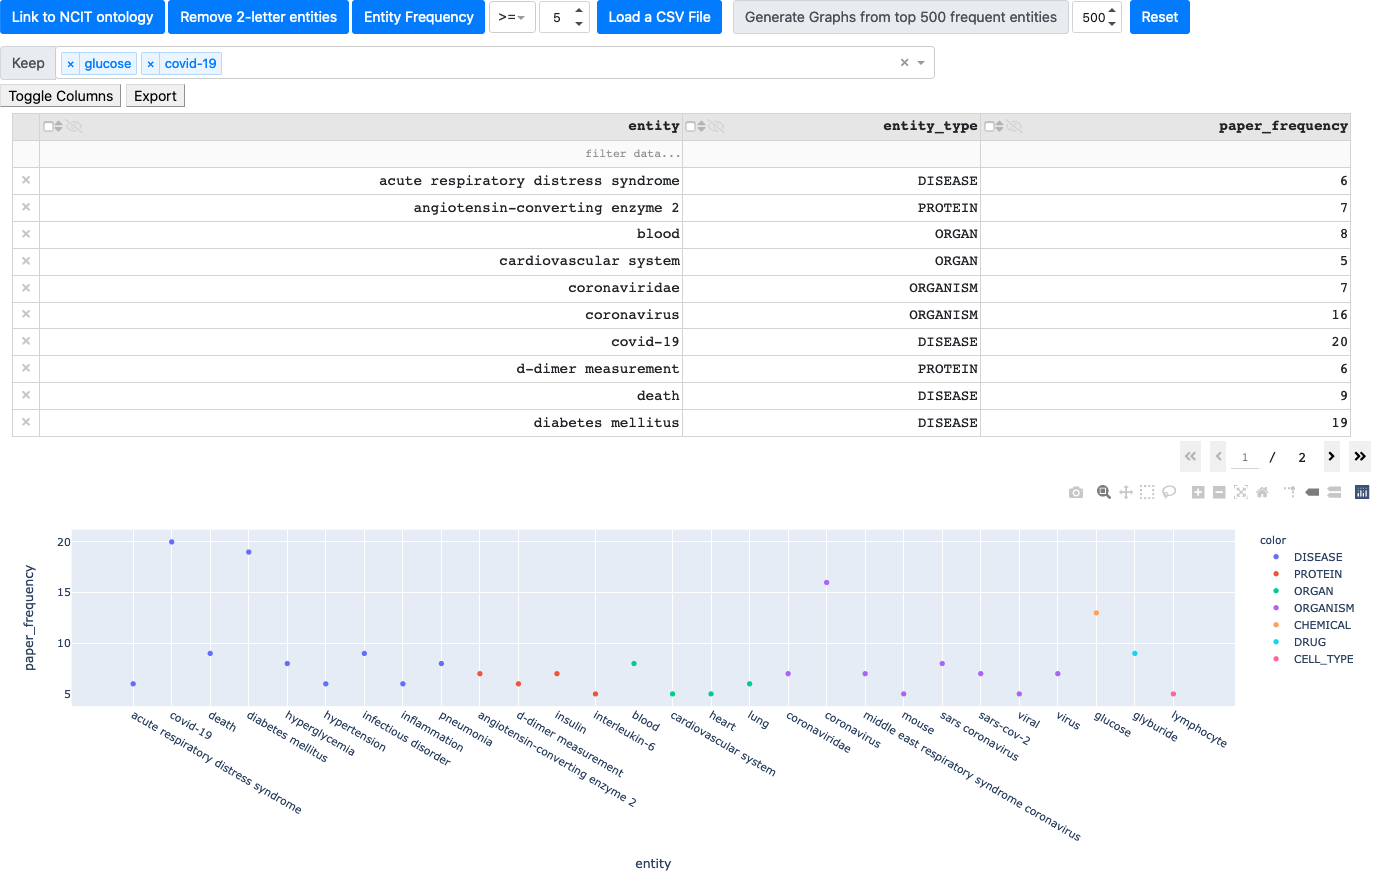 Link to NCIT ontology Remove 2-letter entities Entity Frequency >= 5 Load a CSV File Generate Graphs from top 500 frequent entities 500 Reset
Keep × glucose × covid-19 ×
Toggle Columns Export
entity entity_type paper_frequency
filter data...
× acute respiratory distress syndrome DISEASE 6
× angiotensin-converting enzyme 2 PROTEIN 7
× blood ORGAN 8
× cardiovascular system ORGAN 5
× coronaviridae ORGANISM 7
× coronavirus ORGANISM 16
× covid-19 DISEASE 20
× d-dimer measurement PROTEIN 6
× death DISEASE 9
× diabetes mellitus DISEASE 19
1 / 2
20
15
10
5
paper_frequency
acute respiratory distress syndrome
covid-19
death
diabetes mellitus
hyperglycemia
hypertension
infectious disorder
inflammation
pneumonia
angiotensin-converting enzyme 2
d-dimer measurement
insulin
interleukin-6
blood
cardiovascular system
heart
lung
coronaviridae
coronavirus
middle east respiratory syndrome coronavirus
mouse
sars coronavirus
sars-cov-2
viral
virus
glucose
glyburide
lymphocyte
entity
color
DISEASE
PROTEIN
ORGAN
ORGANISM
CHEMICAL
DRUG
CELL_TYPE